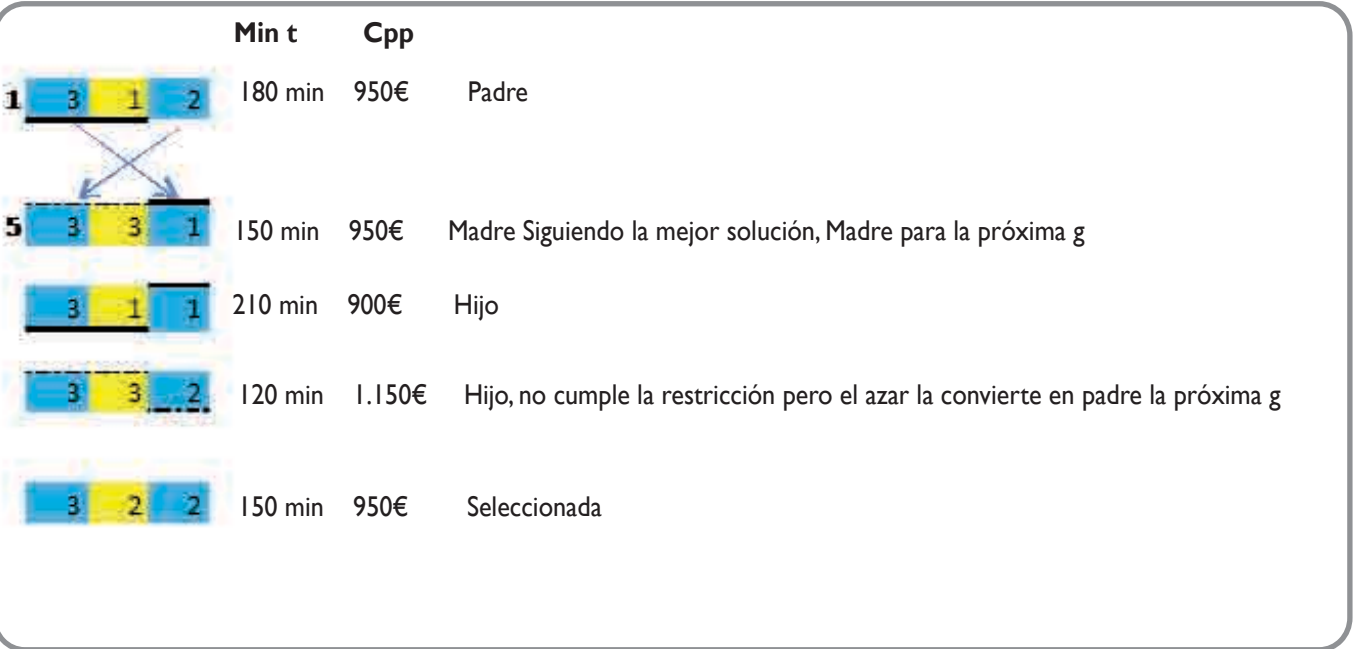 Min t Cpp
1 3 1 2 180 min 950€ Padre
5 3 3 1 150 min 950€ Madre Siguiendo la mejor solución, Madre para la próxima g
3 1 1 210 min 900€ Hijo
3 3 2 120 min 1.150€ Hijo, no cumple la restricción pero el azar la convierte en padre la próxima g
3 2 2 150 min 950€ Seleccionada